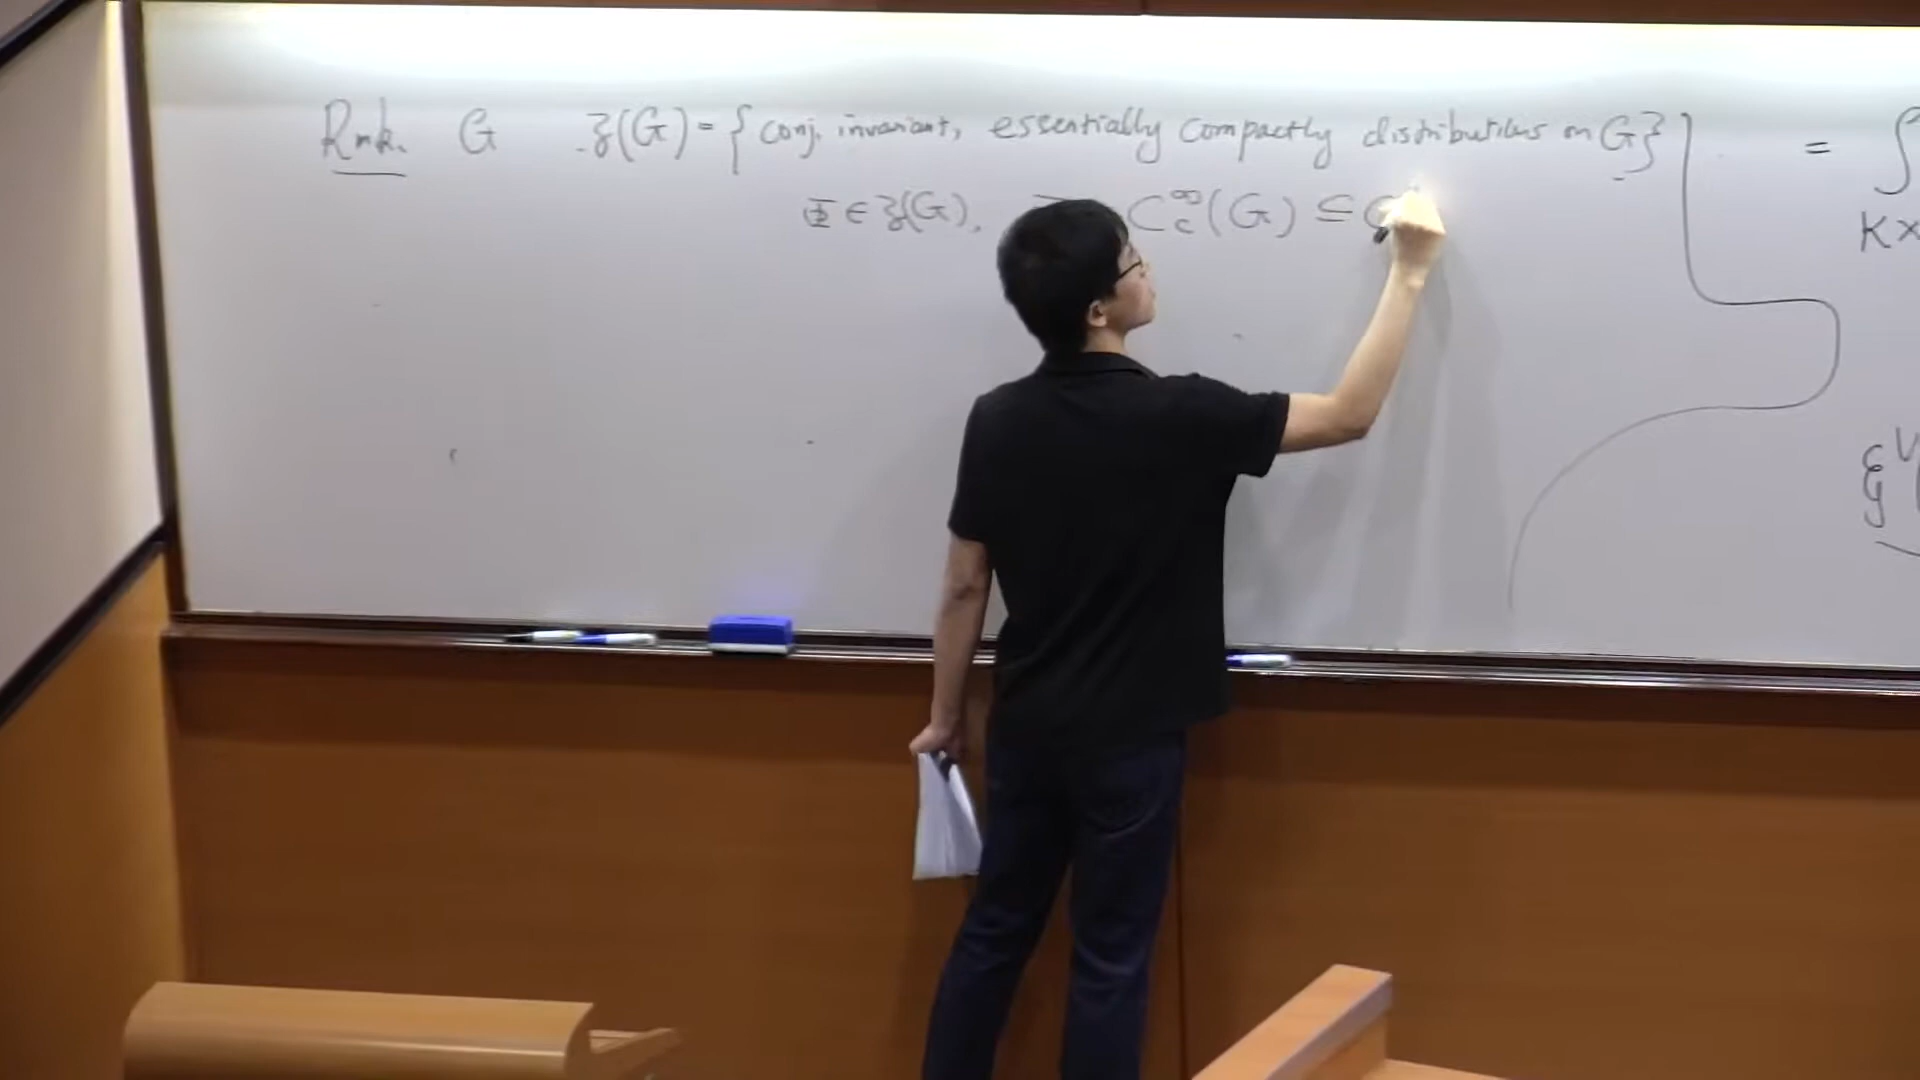 Rmk. G 𝔷(G) = {conj. invariant, essentially compactly distributions on G}
Φ ∈ 𝔷(G), C_c^∞(G) ⊆ C
= ∫
K×